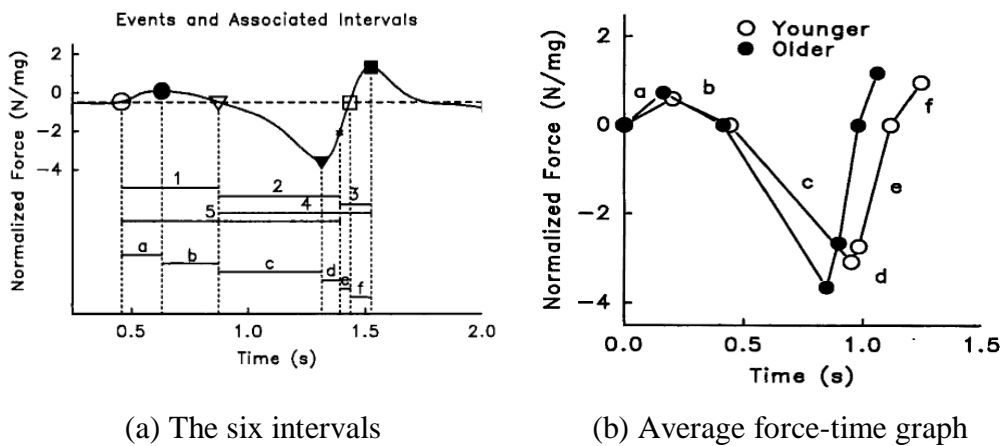 Events and Associated Intervals
Normalized Force (N/mg)
2
0
−2
−4
1
2
3
4
5
a
b
c
d
e
f
0.5
1.0
1.5
2.0
Time (s)
(a) The six intervals
Normalized Force (N/mg)
2
0
−2
−4
Younger
Older
a
b
c
d
e
f
0.0
0.5
1.0
1.5
Time (s)
(b) Average force-time graph